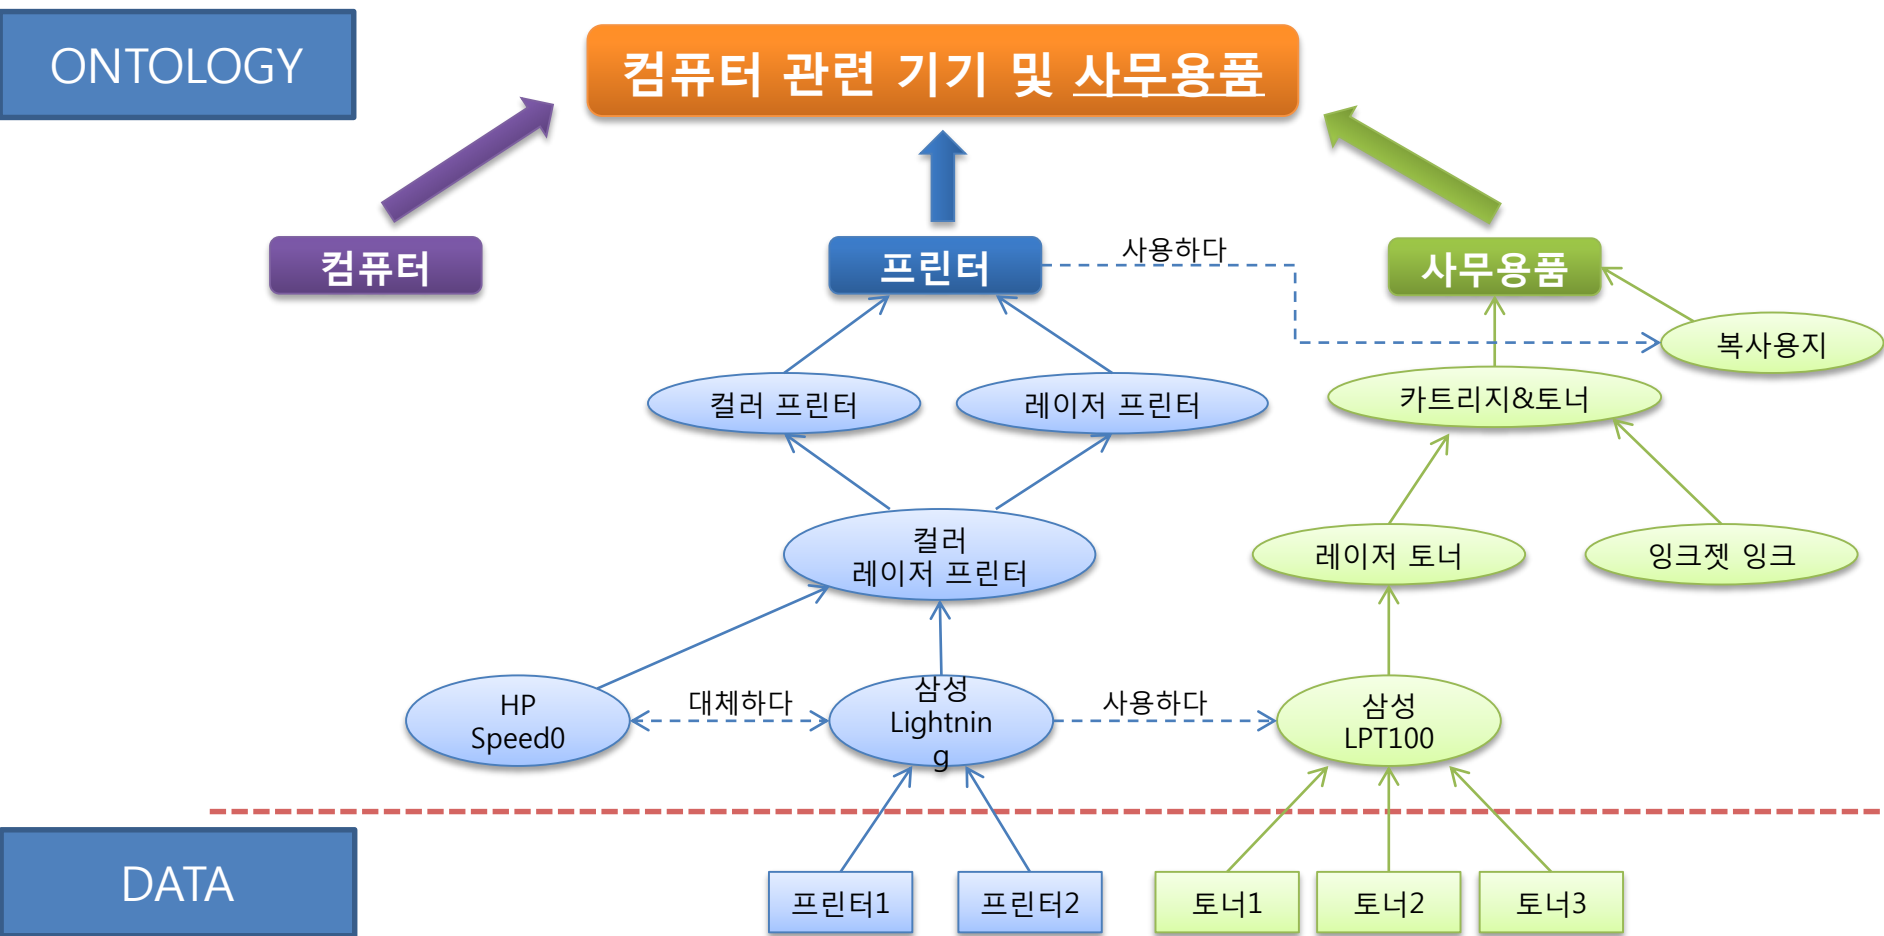 ONTOLOGY
컴퓨터 관련 기기 및 사무용품
컴퓨터
프린터
사용하다
사무용품
복사용지
컬러 프린터
레이저 프린터
카트리지&토너
컬러
레이저 프린터
레이저 토너
잉크젯 잉크
HP
Speed0
대체하다
삼성
Lightnin
g
사용하다
삼성
LPT100
DATA
프린터1
프린터2
토너1
토너2
토너3